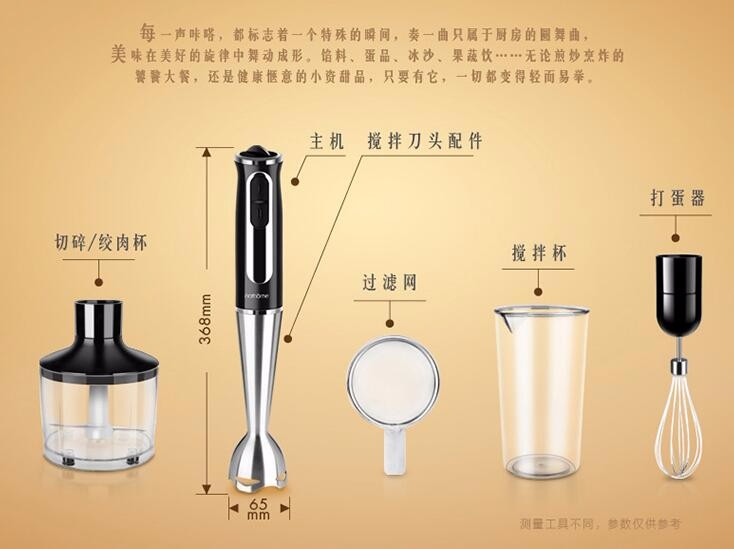 每一声咔嗒，都标志着一个特殊的瞬间，奏一曲只属于厨房的圆舞曲，
美味在美好的旋律中舞动成形。馅料、蛋品、冰沙、果蔬饮……无论煎炒烹炸的
饕餮大餐，还是健康惬意的小资甜品，只要有它，一切都变得轻而易举。
主机
搅拌刀头配件
打蛋器
切碎/绞肉杯
搅拌杯
过滤网
368mm
nathome
65
mm
测量工具不同，参数仅供参考